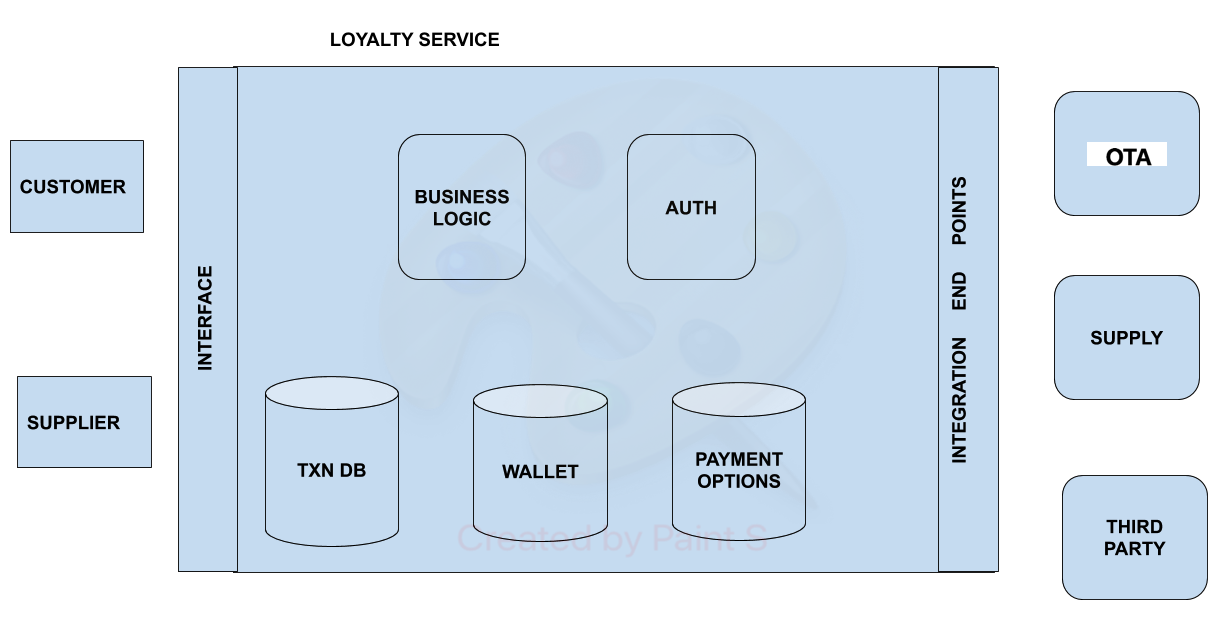 LOYALTY SERVICE
CUSTOMER
SUPPLIER
INTERFACE
BUSINESS
LOGIC
AUTH
TXN DB
WALLET
PAYMENT
OPTIONS
INTEGRATION END POINTS
OTA
SUPPLY
THIRD
PARTY
Created by Paint S